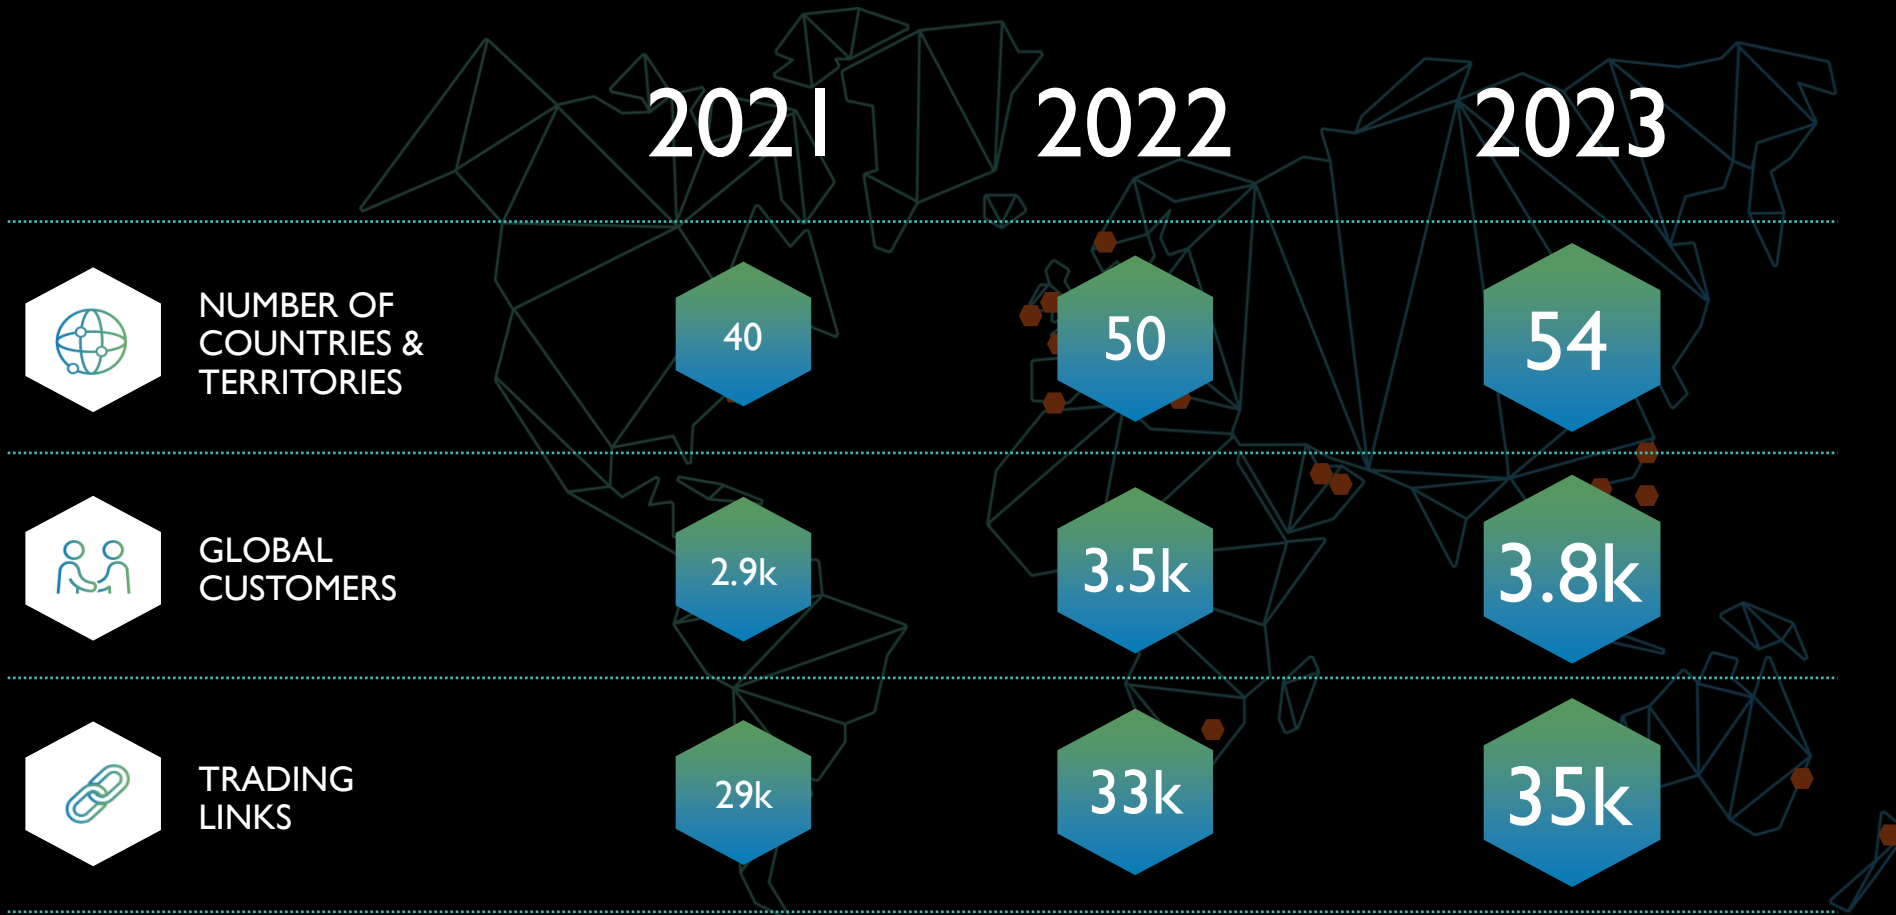 2021 2022 2023
NUMBER OF
COUNTRIES &
TERRITORIES
40 50 54
GLOBAL
CUSTOMERS
2.9k 3.5k 3.8k
TRADING
LINKS
29k 33k 35k